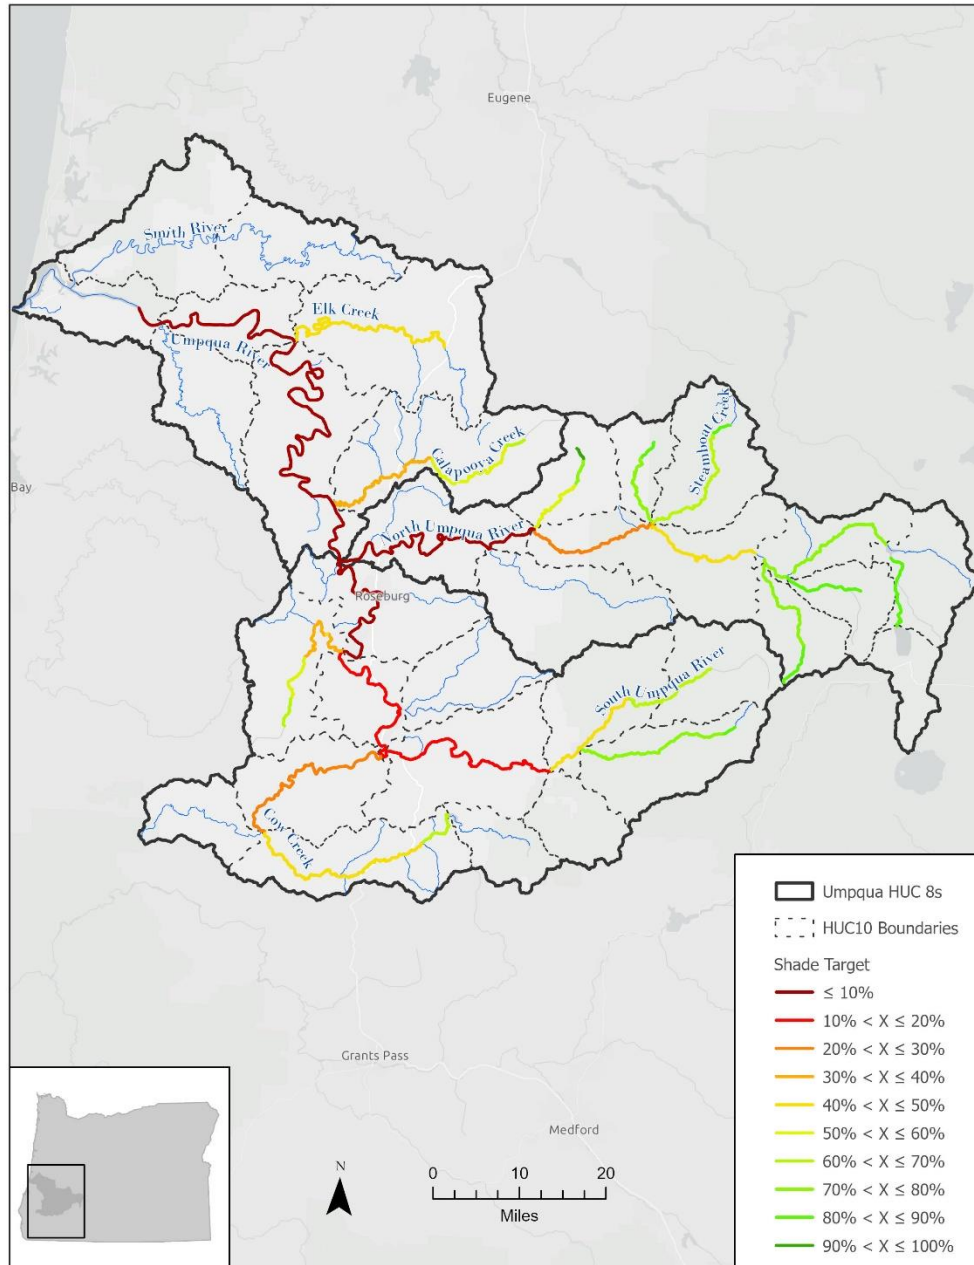 Eugene
Smith River
Elk Creek
Umpqua River
Steamboat Creek
Calapooya Creek
Bay
North Umpqua River
Roseburg
South Umpqua River
Cow Creek
Grants Pass
Medford
N
0 10 20
Miles
Umpqua HUC 8s
HUC10 Boundaries
Shade Target
≤ 10%
10% < X ≤ 20%
20% < X ≤ 30%
30% < X ≤ 40%
40% < X ≤ 50%
50% < X ≤ 60%
60% < X ≤ 70%
70% < X ≤ 80%
80% < X ≤ 90%
90% < X ≤ 100%